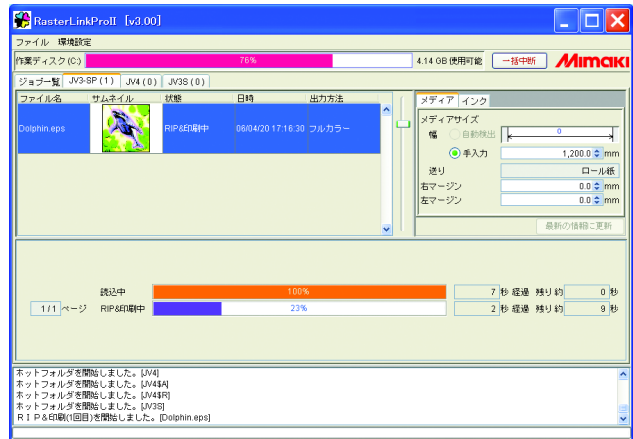 RasterLinkProII [v3.00]
ファイル 環境設定
作業ディスク(C:) 76% 4.14 GB 使用可能 一括中断 Mimaki
ジョブ一覧 JV3-SP ( 1 ) JV4 ( 0 ) JV3S ( 0 )
ファイル名 サムネイル 状態 日時 出力方法
Dolphin.eps RIP&印刷中 06/04/20 17:16:30 フルカラー
メディア インク
メディアサイズ
幅 自動検出 0
手入力 1,200.0 mm
送り ロール紙
右マージン 0.0 mm
左マージン 0.0 mm
最新の情報に更新
読込中 100% 7 秒 経過 残り 約 0 秒
1 / 1 ページ RIP&印刷中 23% 2 秒 経過 残り 約 9 秒
ホットフォルダを開始しました。[JV4]
ホットフォルダを開始しました。[JV4$A]
ホットフォルダを開始しました。[JV4$R]
ホットフォルダを開始しました。[JV3S]
RIP&印刷(1回目)を開始しました。[Dolphin.eps]